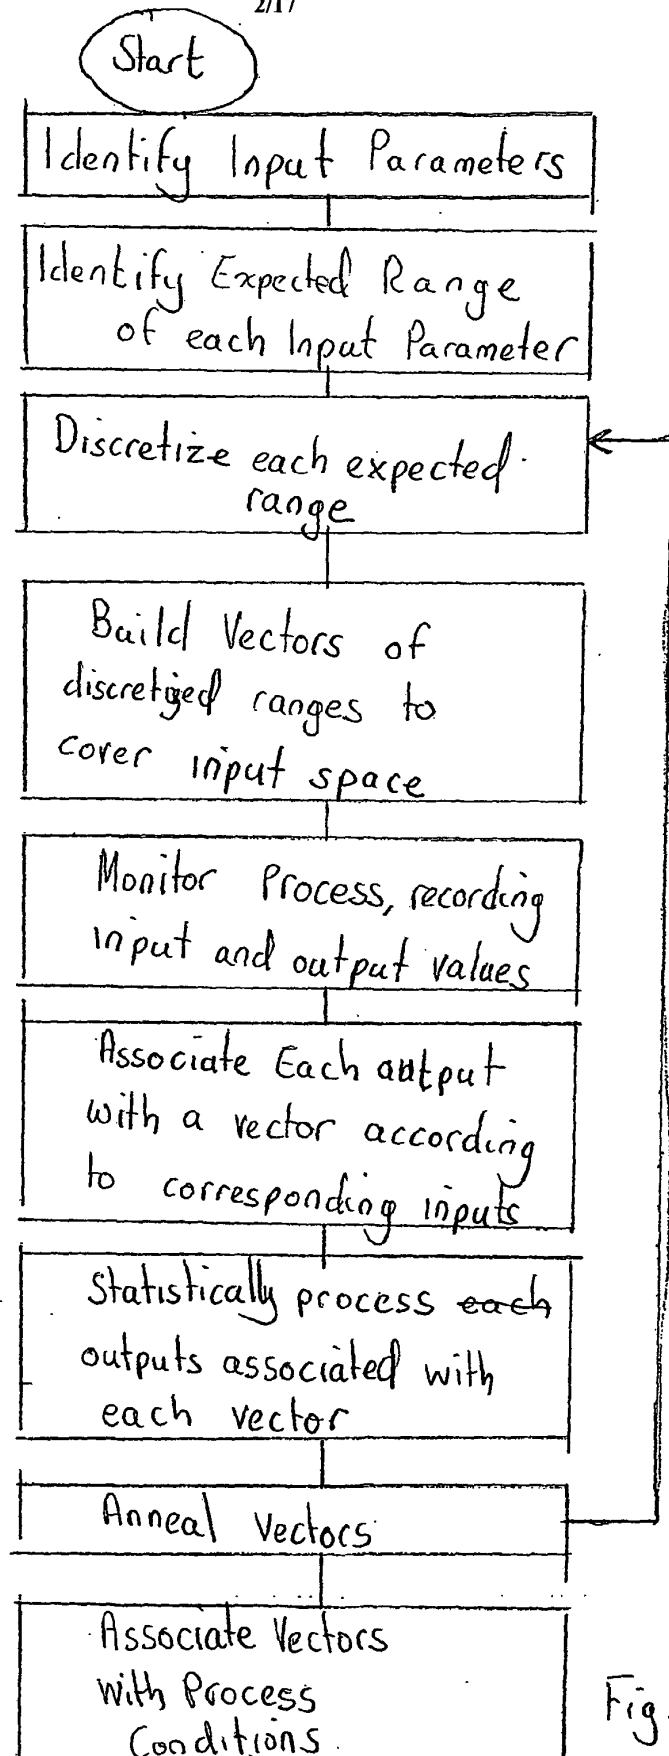 2/17
Start
Identify Input Parameters
Identify Expected Range
of each Input Parameter
Discretize each expected
range
Build Vectors of
discretized ranges to
cover input space
Monitor Process, recording
input and output values
Associate Each output
with a vector according
to corresponding inputs
Statistically process each
outputs associated with
each vector
Anneal Vectors
Associate Vectors
with Process
Conditions
Fig.